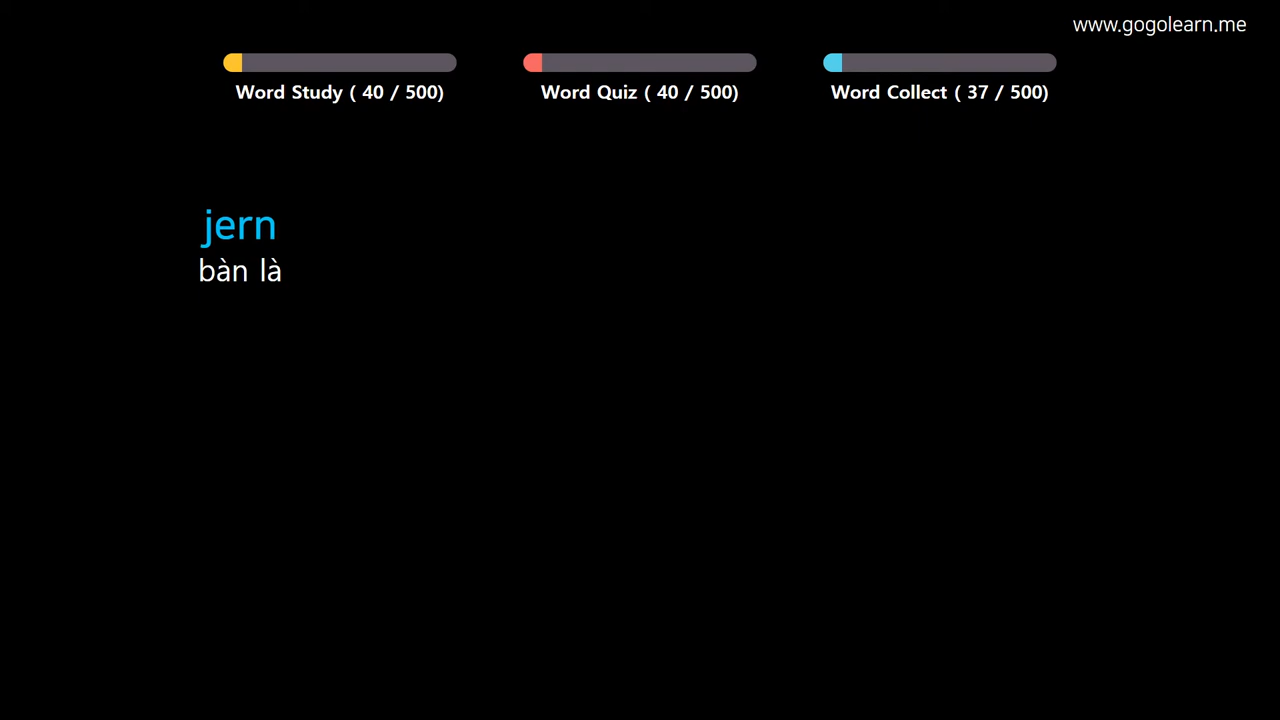 www.gogolearn.me
Word Study ( 40 / 500)
Word Quiz ( 40 / 500)
Word Collect ( 37 / 500)
jern
bàn là